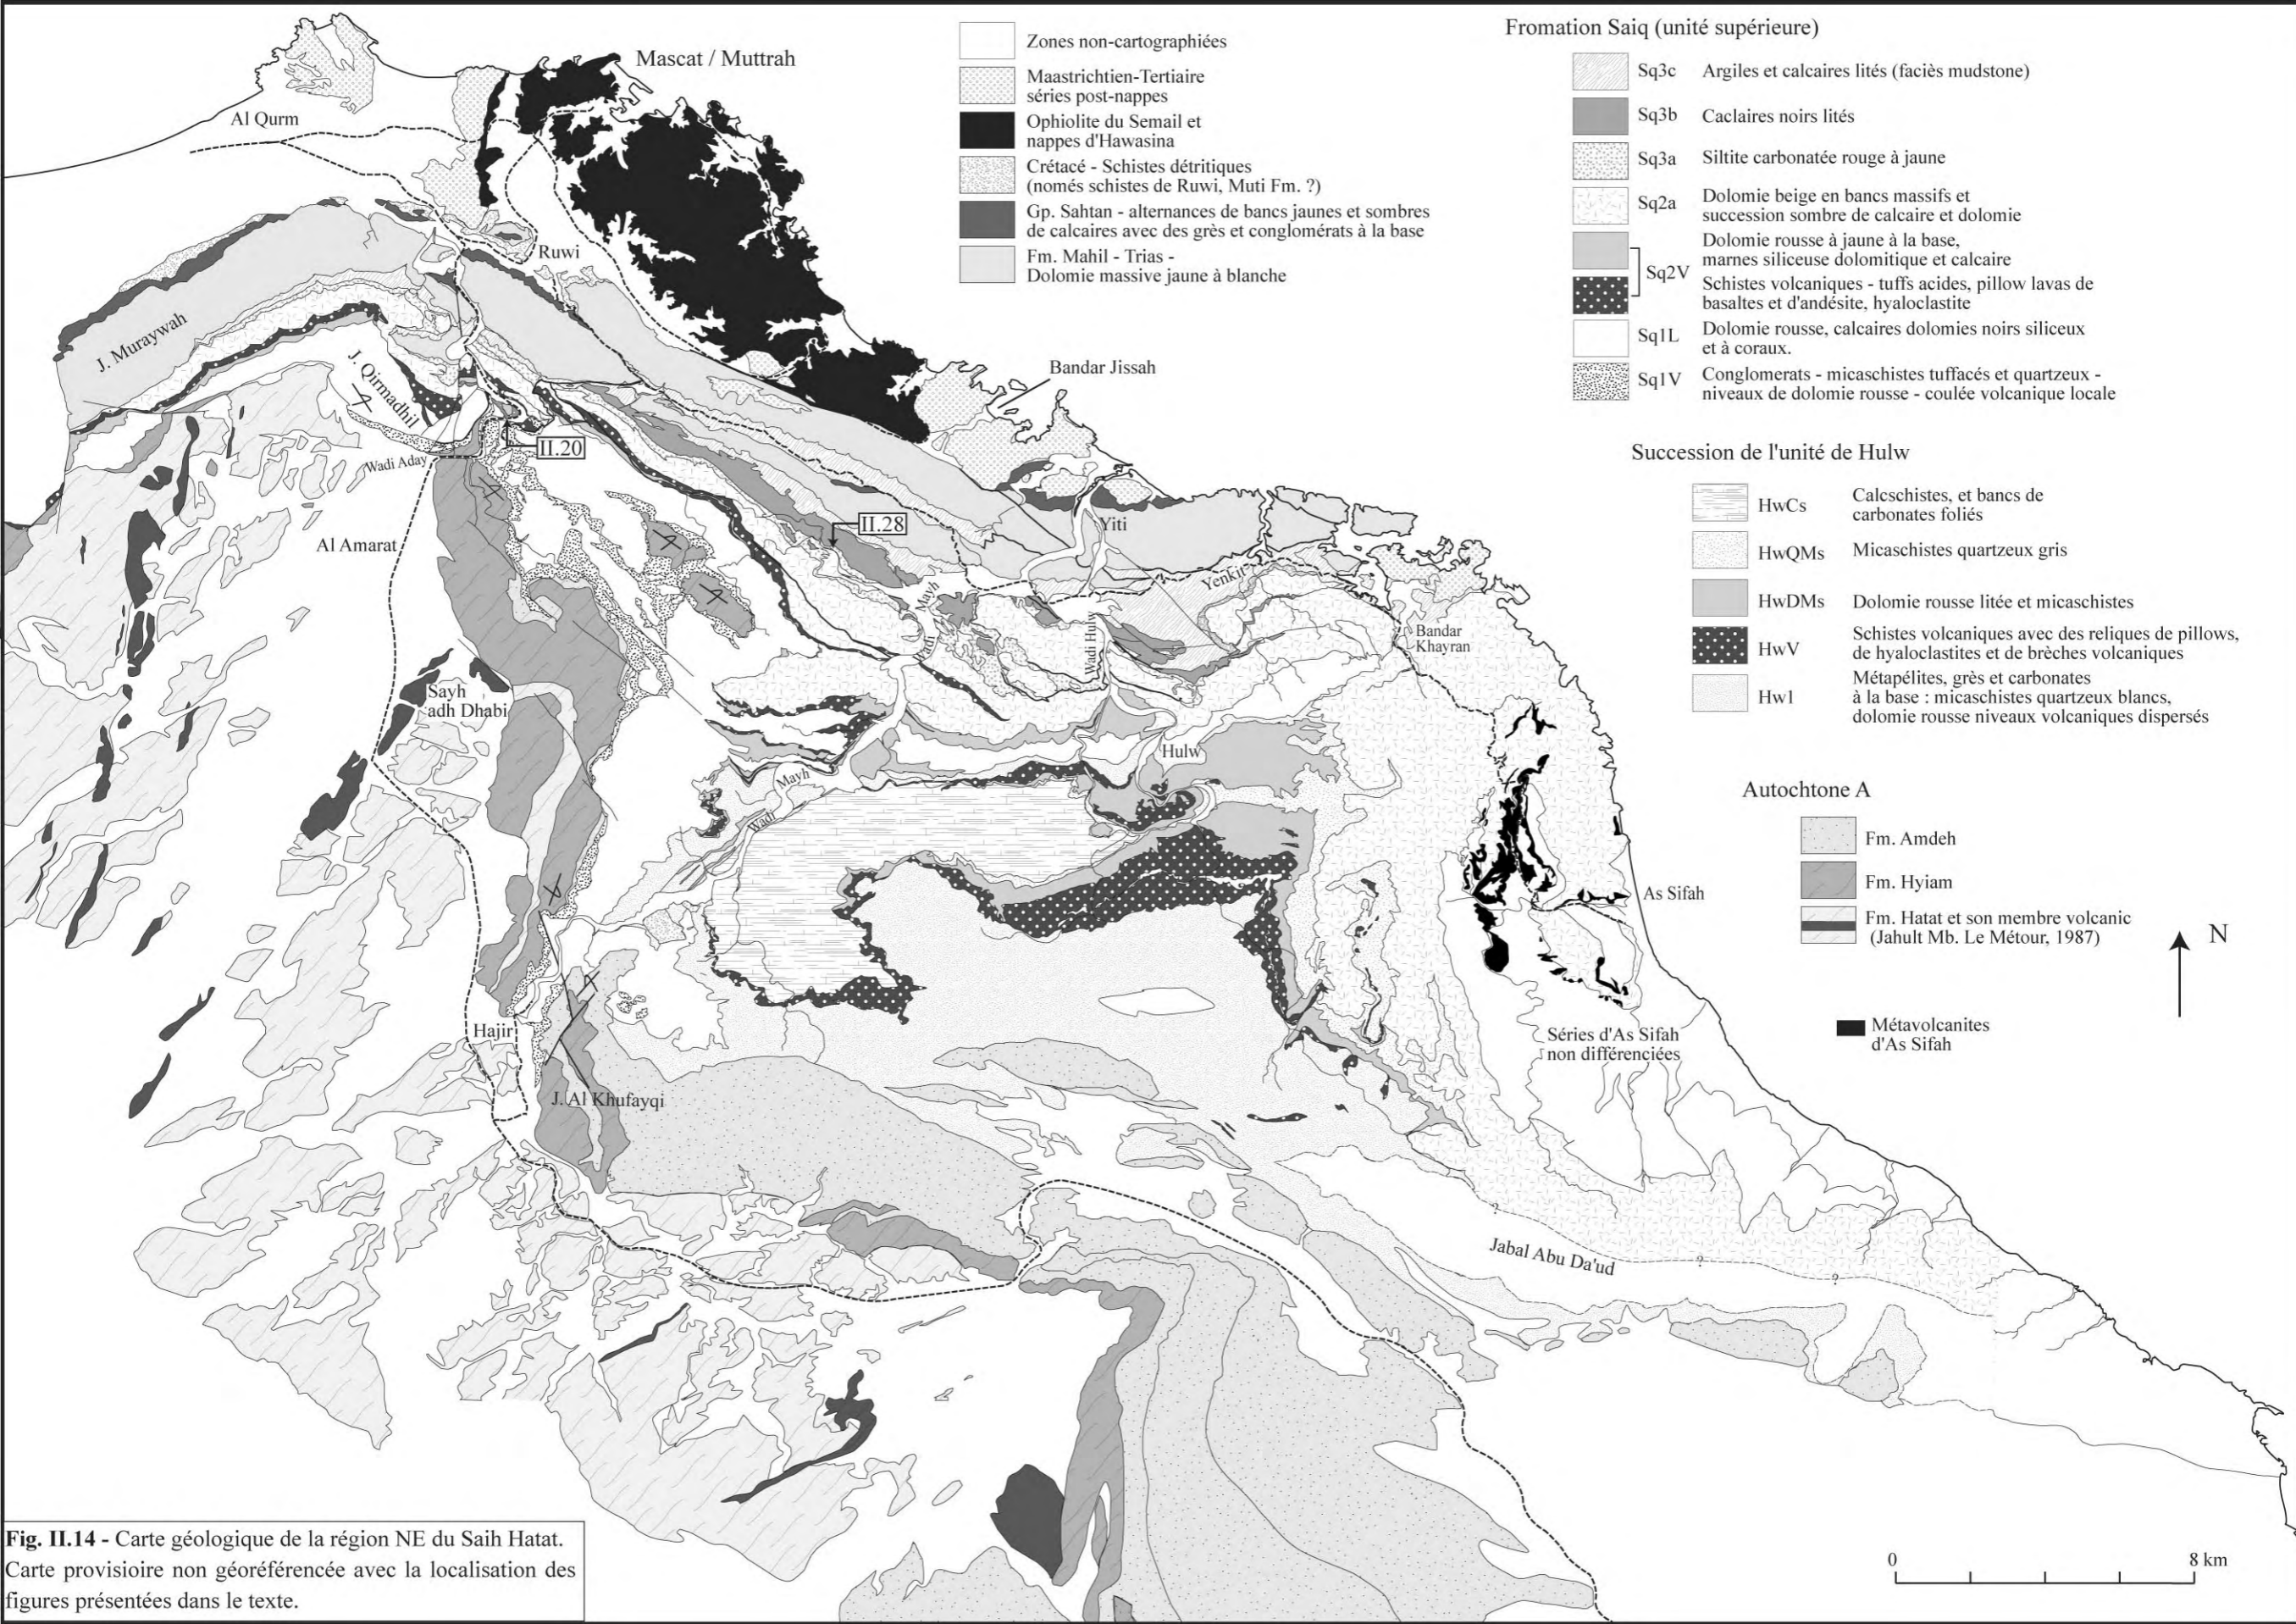 Mascat / Muttrah
Al Qurm
Ruwi
J. Muraywah
J. Qirmadhil
Bandar Jissah
II.20
Wadi Aday
II.28
Yiti
Al Amarat
Yenkit
Mayh
Wadi
Wadi Hulw
Bandar
Khayran
Sayh
adh Dhabi
Hulw
Mayh
Wadi
As Sifah
Hajir
Séries d'As Sifah
non différenciées
J. Al Khufayqi
?
Jabal Abu Da'ud
?
?
Zones non-cartographiées
Maastrichtien-Tertiaire
séries post-nappes
Ophiolite du Semail et
nappes d'Hawasina
Crétacé - Schistes détritiques
(només schistes de Ruwi, Muti Fm. ?)
Gp. Sahtan - alternances de bancs jaunes et sombres
de calcaires avec des grès et conglomérats à la base
Fm. Mahil - Trias -
Dolomie massive jaune à blanche
Fromation Saiq (unité supérieure)
Sq3c Argiles et calcaires lités (faciès mudstone)
Sq3b Caclaires noirs lités
Sq3a Siltite carbonatée rouge à jaune
Sq2a Dolomie beige en bancs massifs et
succession sombre de calcaire et dolomie
Dolomie rousse à jaune à la base,
marnes siliceuse dolomitique et calcaire
Sq2V
Schistes volcaniques - tuffs acides, pillow lavas de
basaltes et d'andésite, hyaloclastite
Sq1L Dolomie rousse, calcaires dolomies noirs siliceux
et à coraux.
Sq1V Conglomerats - micaschistes tuffacés et quartzeux -
niveaux de dolomie rousse - coulée volcanique locale
Succession de l'unité de Hulw
HwCs Calcschistes, et bancs de
carbonates foliés
HwQMs Micaschistes quartzeux gris
HwDMs Dolomie rousse litée et micaschistes
HwV Schistes volcaniques avec des reliques de pillows,
de hyaloclastites et de brèches volcaniques
Hw1 Métapélites, grès et carbonates
à la base : micaschistes quartzeux blancs,
dolomie rousse niveaux volcaniques dispersés
Autochtone A
Fm. Amdeh
Fm. Hyiam
Fm. Hatat et son membre volcanic
(Jahult Mb. Le Métour, 1987)
N
Métavolcanites
d'As Sifah
0 8 km
Fig. II.14 - Carte géologique de la région NE du Saih Hatat.
Carte provisioire non géoréférencée avec la localisation des
figures présentées dans le texte.